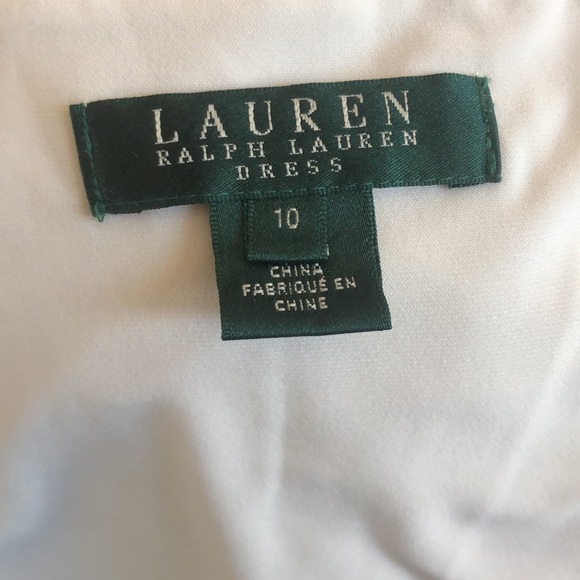 LAUREN
RALPH LAUREN
DRESS
10
CHINA
FABRIQUÉ EN
CHINE